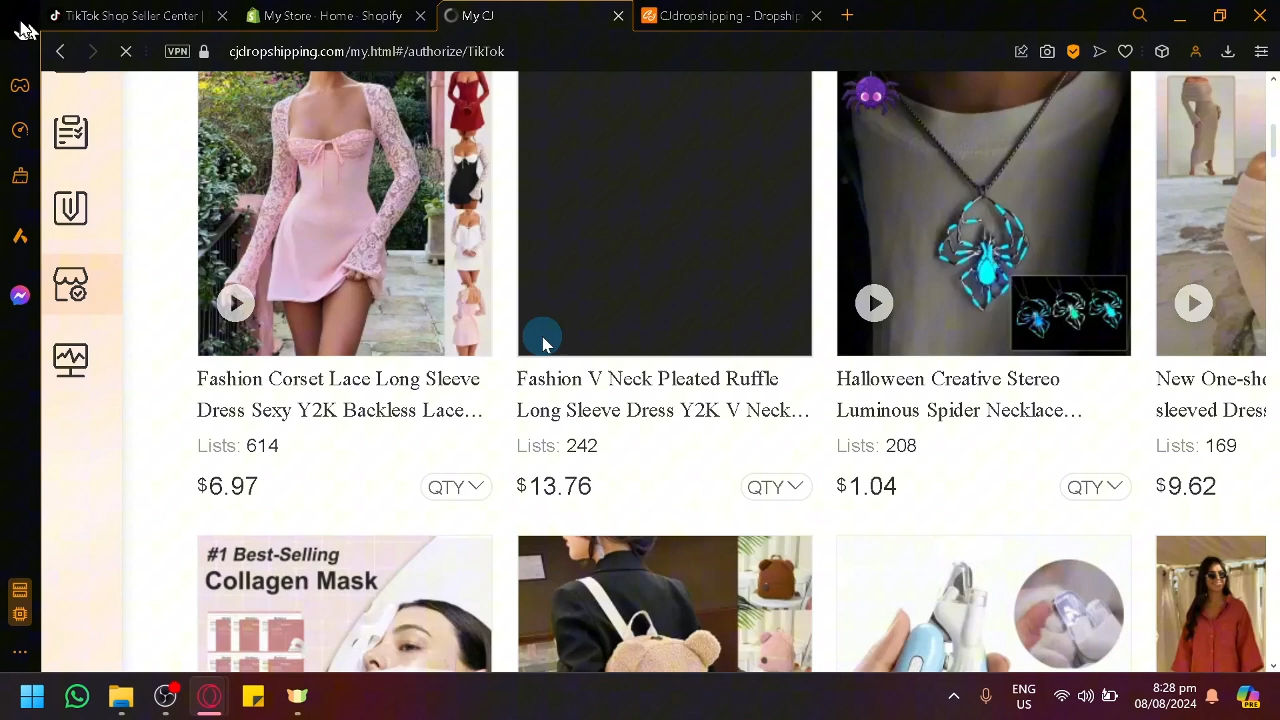 TikTok Shop Seller Center |
My Store - Home - Shopify
My CJ
CJdropshipping - Dropship
VPN
cjdropshipping.com/my.html#/authorize/TikTok
Fashion Corset Lace Long Sleeve
Dress Sexy Y2K Backless Lace...
Lists: 614
$6.97
QTY
Fashion V Neck Pleated Ruffle
Long Sleeve Dress Y2K V Neck...
Lists: 242
$13.76
QTY
Halloween Creative Stereo
Luminous Spider Necklace...
Lists: 208
$1.04
QTY
New One-sho
sleeved Dress
Lists: 169
$9.62
#1 Best-Selling
Collagen Mask
ENG
US
8:28 pm
08/08/2024
PRE